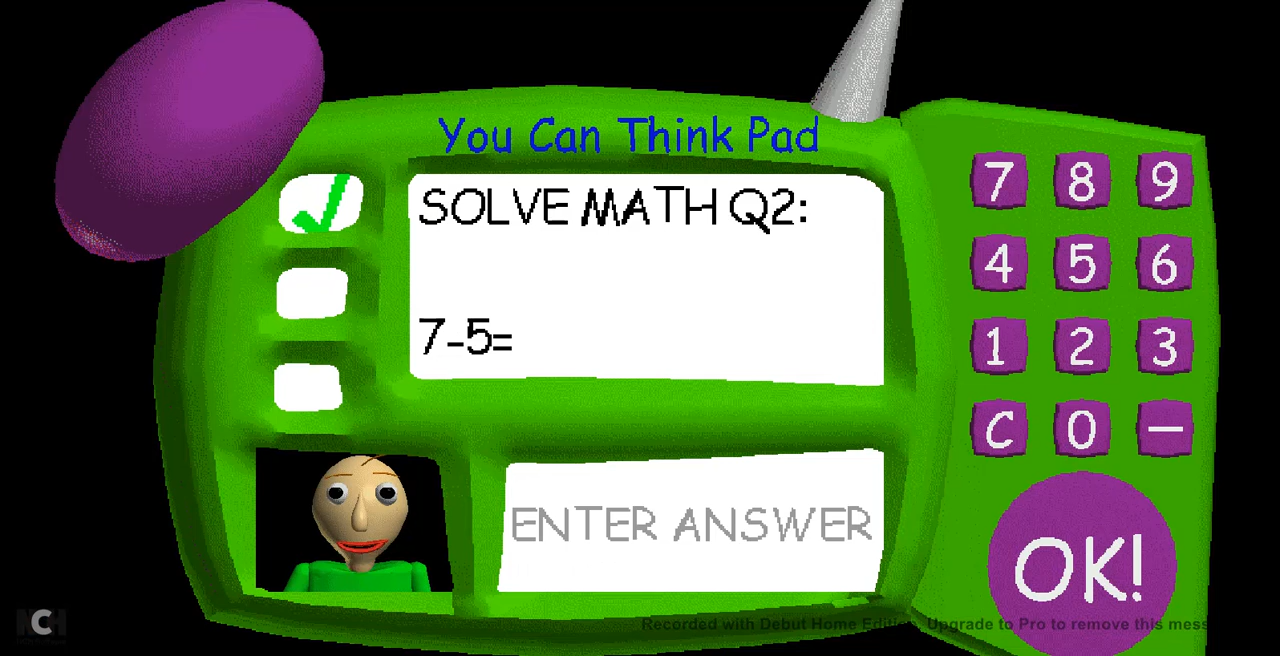 You Can Think Pad
SOLVE MATH Q2:
7-5=
ENTER ANSWER
7 8 9
4 5 6
1 2 3
C 0 –
OK!
NCH
Recorded with Debut Home Edition. Upgrade to Pro to remove this mess